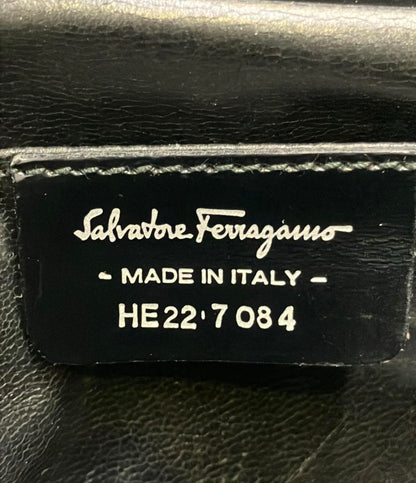 Salvatore Ferragamo
- MADE IN ITALY -
HE22'7084